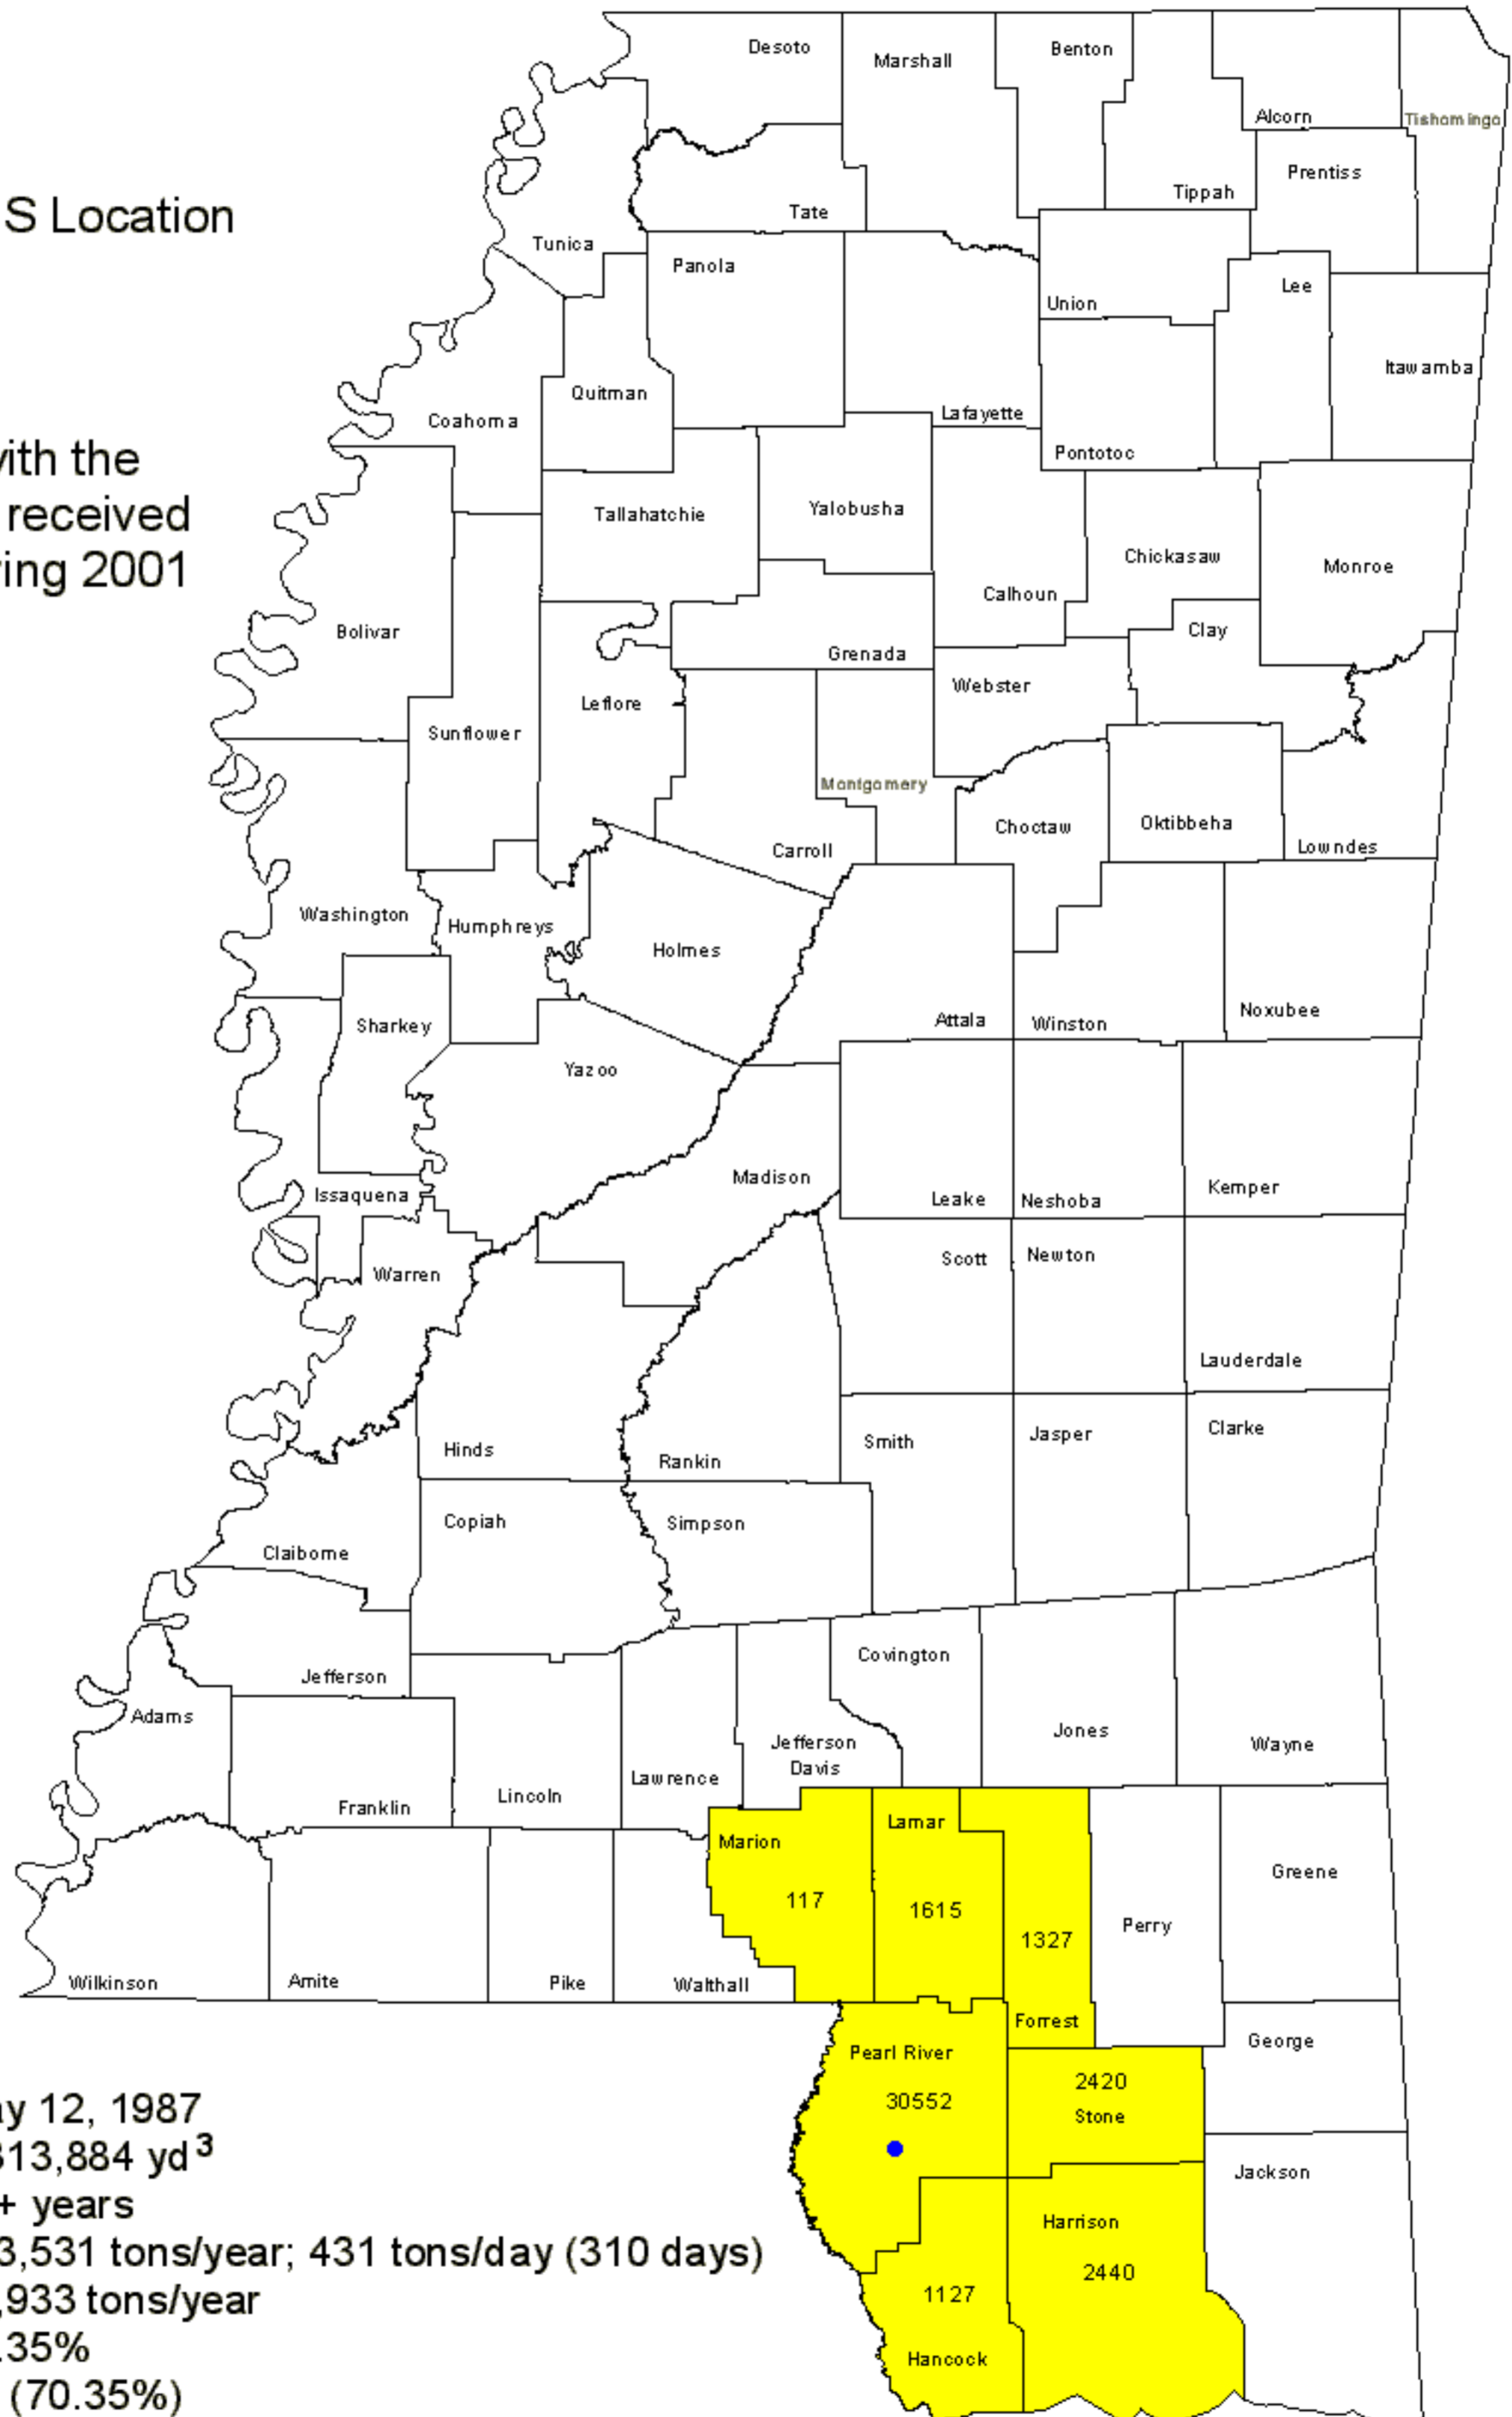 S Location
with the
received
ring 2001
Desoto
Marshall
Benton
Alcorn
Tishomingo
Prentiss
Tippah
Tate
Tunica
Panola
Union
Lee
Itawamba
Quitman
Coahoma
Lafayette
Pontotoc
Tallahatchie
Yalobusha
Chickasaw
Monroe
Calhoun
Clay
Bolivar
Grenada
Webster
Leflore
Sunflower
Montgomery
Choctaw
Oktibbeha
Lowndes
Carroll
Washington
Humphreys
Holmes
Attala
Winston
Noxubee
Sharkey
Yazoo
Madison
Leake
Neshoba
Kemper
Issaquena
Warren
Scott
Newton
Lauderdale
Hinds
Rankin
Smith
Jasper
Clarke
Copiah
Simpson
Claiborne
Jefferson
Covington
Adams
Jefferson
Davis
Jones
Wayne
Lawrence
Lincoln
Franklin
Lamar
Marion
Greene
117
1615
1327
Perry
Wilkinson
Amite
Pike
Walthall
Forrest
George
Pearl River
30552
2420
Stone
Jackson
Harrison
2440
1127
Hancock
ay 12, 1987
313,884 yd³
+ years
3,531 tons/year; 431 tons/day (310 days)
,933 tons/year
.35%
(70.35%)